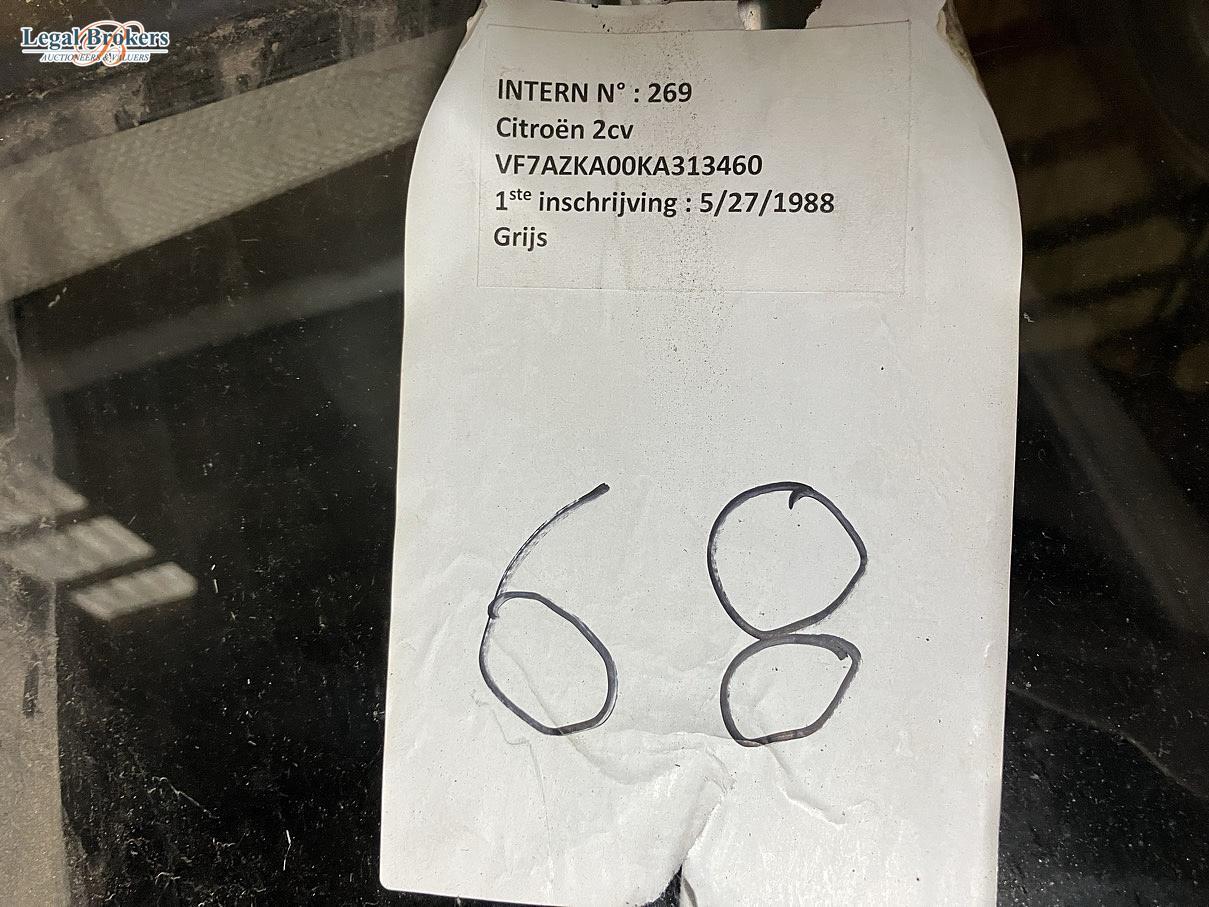 Legal Brokers
AUCTIONEERS & VALUERS
INTERN N° : 269
Citroën 2cv
VF7AZKA00KA313460
1ste inschrijving : 5/27/1988
Grijs
68